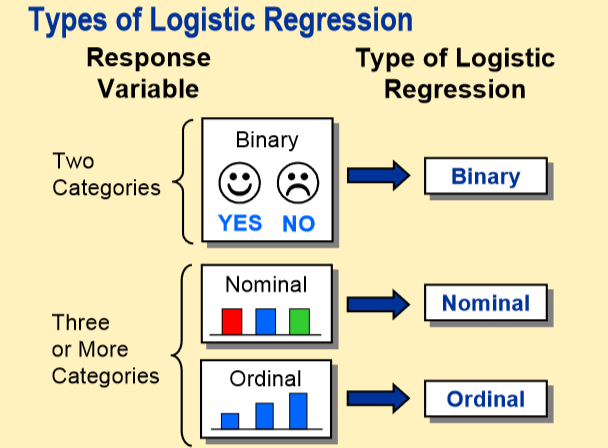 Types of Logistic Regression
Response
Variable
Type of Logistic
Regression
Two
Categories
Binary
YES NO
Binary
Three
or More
Categories
Nominal
Nominal
Ordinal
Ordinal